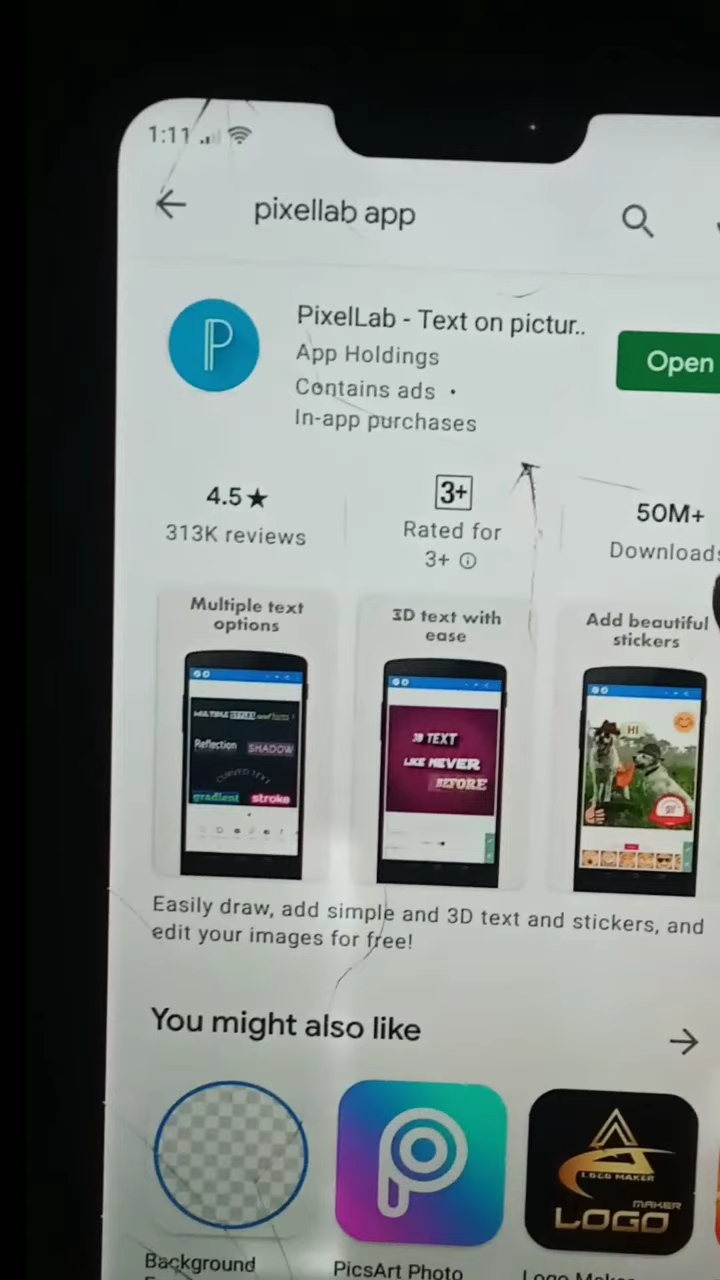 1:11
pixellab app
PixelLab - Text on pictur..
App Holdings
Contains ads •
In-app purchases
Open
4.5★
313K reviews
3+
Rated for
3+
50M+
Downloads
Multiple text
options
3D text with
ease
Add beautiful
stickers
MULTIPLE STYLES and fonts
Reflection SHADOW
CURVED TEXT
gradient stroke
3D TEXT
LIKE NEVER
BEFORE
HI
Easily draw, add simple and 3D text and stickers, and
edit your images for free!
You might also like
LOGO MAKER
MAKER
LOGO
Background
PicsArt Photo